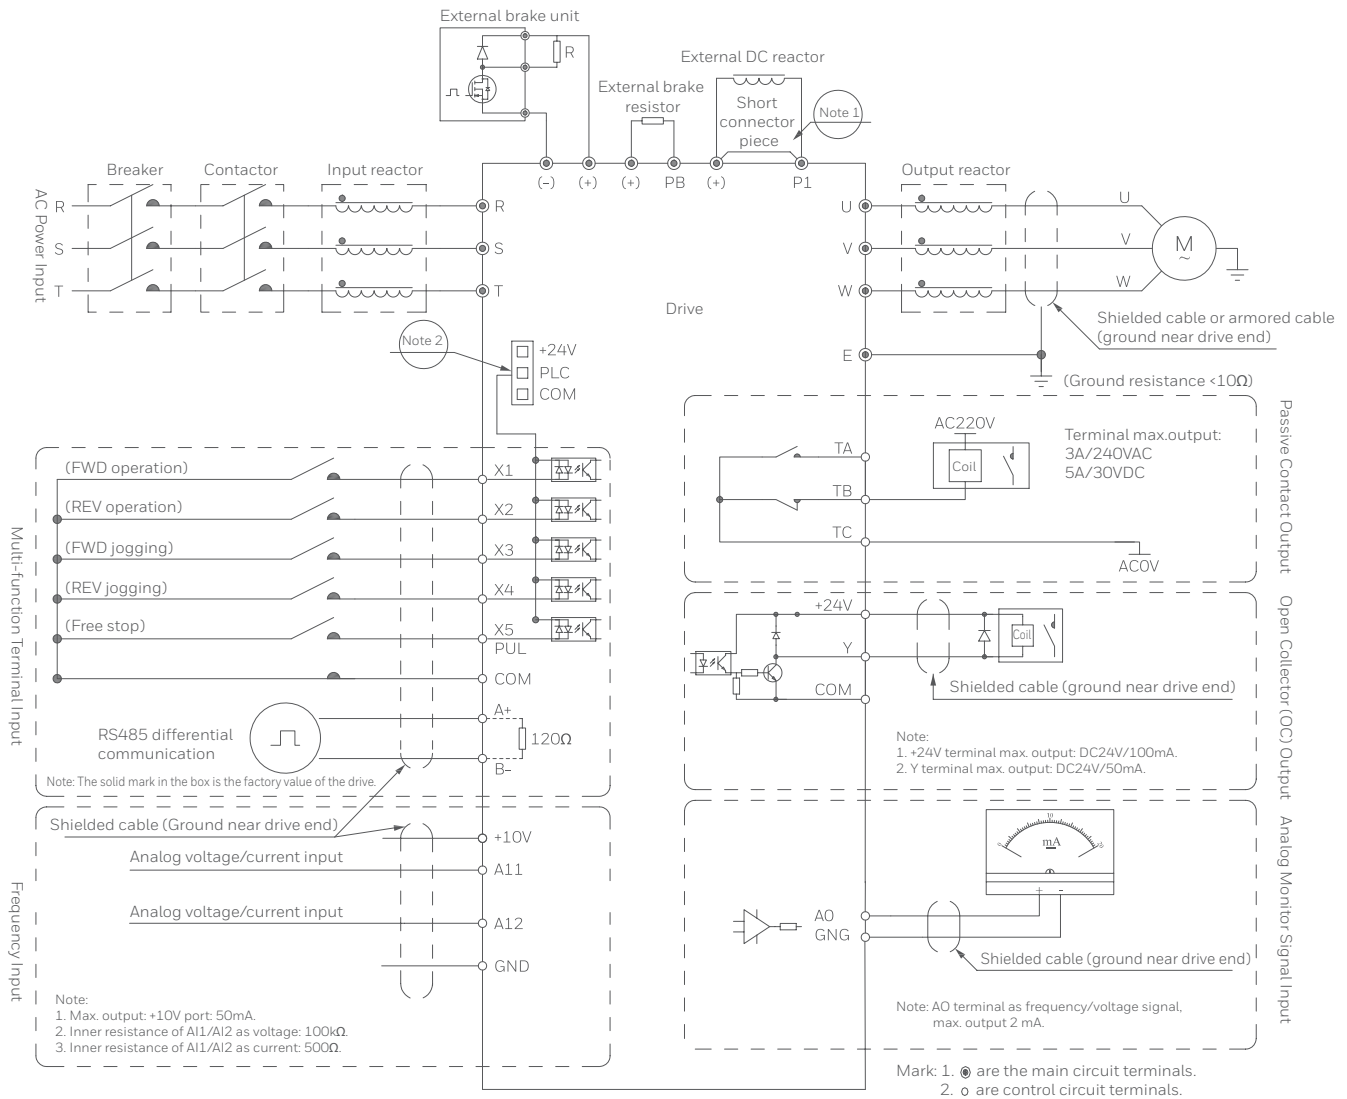 External brake unit
R
External DC reactor
External brake
resistor
Short
connector
piece
Note 1
(-)
(+)
(+)
PB
(+)
P1
Breaker
Contactor
Input reactor
Output reactor
AC Power Input
R
S
T
R
S
T
U
V
W
U
V
W
M
~
Drive
Shielded cable or armored cable
(ground near drive end)
E
(Ground resistance <10Ω)
Note 2
+24V
PLC
COM
Multi-function Terminal Input
(FWD operation)
X1
(REV operation)
X2
(FWD jogging)
X3
(REV jogging)
X4
(Free stop)
X5
PUL
COM
RS485 differential
communication
A+
120Ω
B-
Note: The solid mark in the box is the factory value of the drive.
Frequency Input
Shielded cable (Ground near drive end)
+10V
Analog voltage/current input
A11
Analog voltage/current input
A12
GND
Note:
1. Max. output: +10V port: 50mA.
2. Inner resistance of AI1/AI2 as voltage: 100kΩ.
3. Inner resistance of AI1/AI2 as current: 500Ω.
Passive Contact Output
TA
TB
TC
AC220V
Coil
Terminal max.output:
3A/240VAC
5A/30VDC
AC0V
Open Collector (OC) Output
+24V
Y
COM
Coil
Shielded cable (ground near drive end)
Note:
1. +24V terminal max. output: DC24V/100mA.
2. Y terminal max. output: DC24V/50mA.
Analog Monitor Signal Input
0
10
20
mA
+
-
AO
GNG
Shielded cable (ground near drive end)
Note: AO terminal as frequency/voltage signal,
max. output 2 mA.
Mark: 1. are the main circuit terminals.
2. are control circuit terminals.